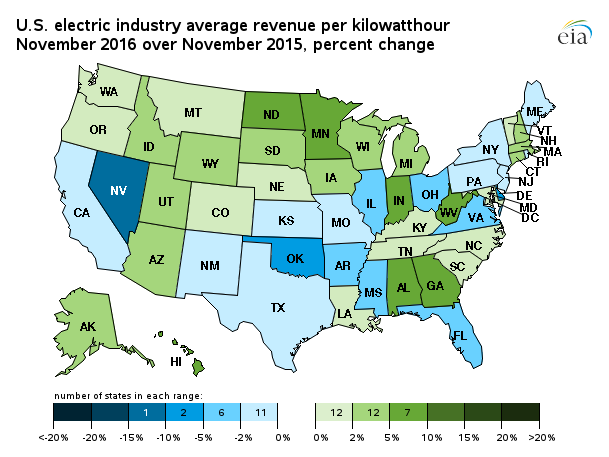 U.S. electric industry average revenue per kilowatthour
November 2016 over November 2015, percent change
eia
WA
MT
ND
MN
ME
OR
ID
SD
WI
MI
NY
VT
NH
MA
RI
CT
WY
IA
NE
PA
NJ
NV
UT
IL
IN
OH
DE
MD
DC
CA
CO
KS
MO
WV
VA
KY
AZ
NM
OK
AR
TN
NC
SC
TX
MS
AL
GA
LA
AK
HI
FL
number of states in each range:
1 2 6 11 12 12 7
<-20% -20% -15% -10% -5% -2% 0% 0% 2% 5% 10% 15% 20% >20%